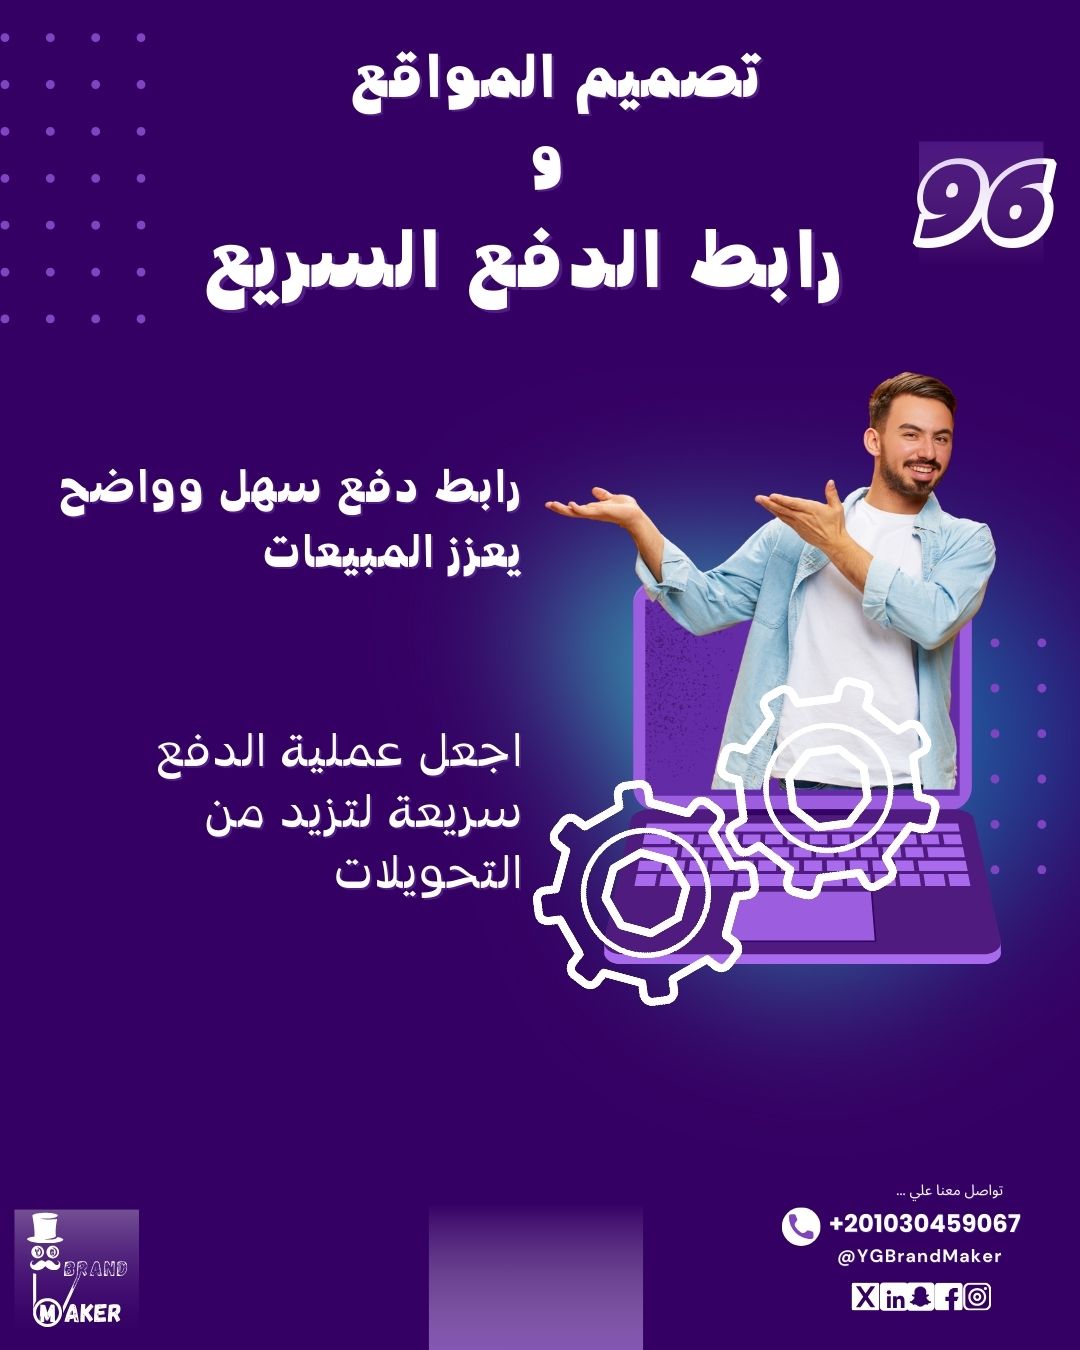 تصميم المواقع
و
رابط الدفع السريع
96
رابط دفع سهل وواضح
يعزز المبيعات
اجعل عملية الدفع
سريعة لتزيد من
التحويلات
تواصل معنا علي ...
+201030459067
@YGBrandMaker
BRAND
MAKER